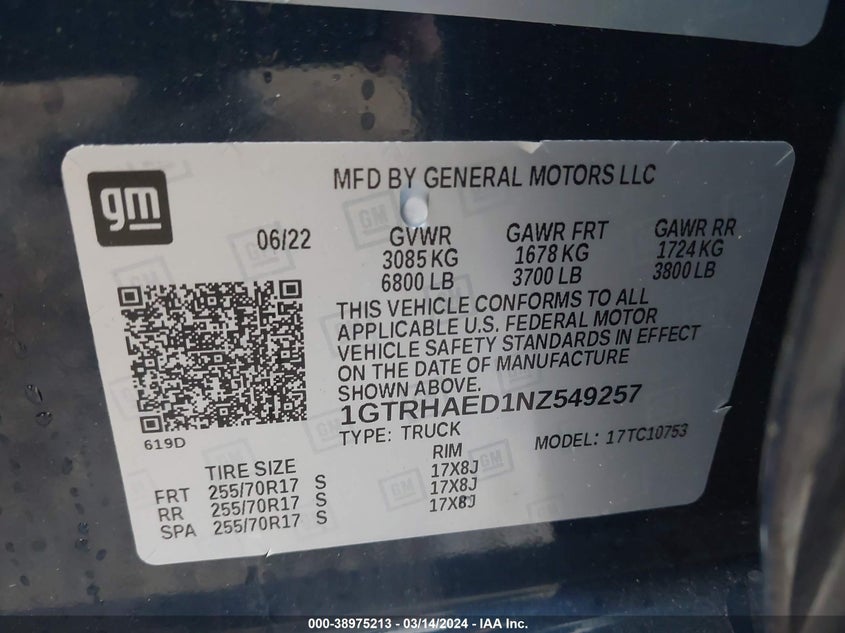 gm
MFD BY GENERAL MOTORS LLC
06/22
GVWR GAWR FRT GAWR RR
3085 KG 1678 KG 1724 KG
6800 LB 3700 LB 3800 LB
THIS VEHICLE CONFORMS TO ALL
APPLICABLE U.S. FEDERAL MOTOR
VEHICLE SAFETY STANDARDS IN EFFECT
ON THE DATE OF MANUFACTURE
SHOWN ABOVE.
1GTRHAED1NZ549257
619D
TYPE: TRUCK MODEL: 17TC10753
TIRE SIZE RIM
FRT 255/70R17 S 17X8J
RR 255/70R17 S 17X8J
SPA 255/70R17 S 17X8J
000-38975213 - 03/14/2024 - IAA Inc.